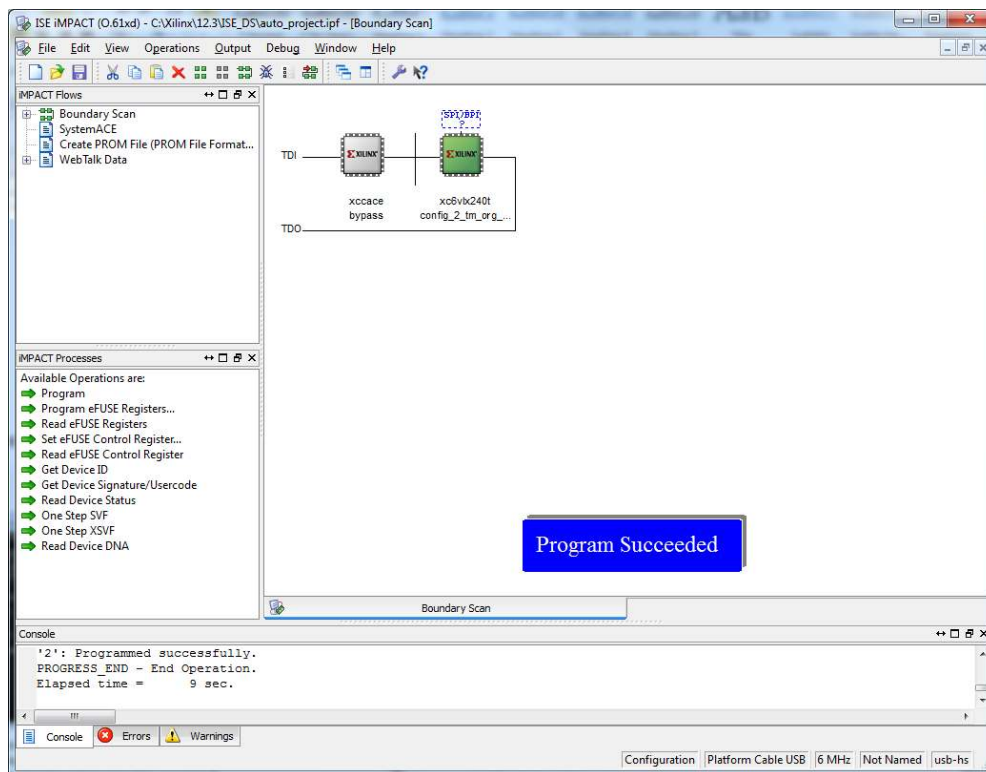 ISE iMPACT (O.61xd) - C:\Xilinx\12.3\ISE_DS\auto_project.ipf - [Boundary Scan]
File Edit View Operations Output Debug Window Help
iMPACT Flows
Boundary Scan
SystemACE
Create PROM File (PROM File Format...
WebTalk Data
SPI/BPI
?
TDI
XILINX
XILINX
xccace
bypass
xc6vlx240t
config_2_tm_org_...
TDO
iMPACT Processes
Available Operations are:
Program
Program eFUSE Registers...
Read eFUSE Registers
Set eFUSE Control Register...
Read eFUSE Control Register
Get Device ID
Get Device Signature/Usercode
Read Device Status
One Step SVF
One Step XSVF
Read Device DNA
Program Succeeded
Boundary Scan
Console
'2': Programmed successfully.
PROGRESS_END - End Operation.
Elapsed time =      9 sec.
Console Errors Warnings
Configuration Platform Cable USB 6 MHz Not Named usb-hs